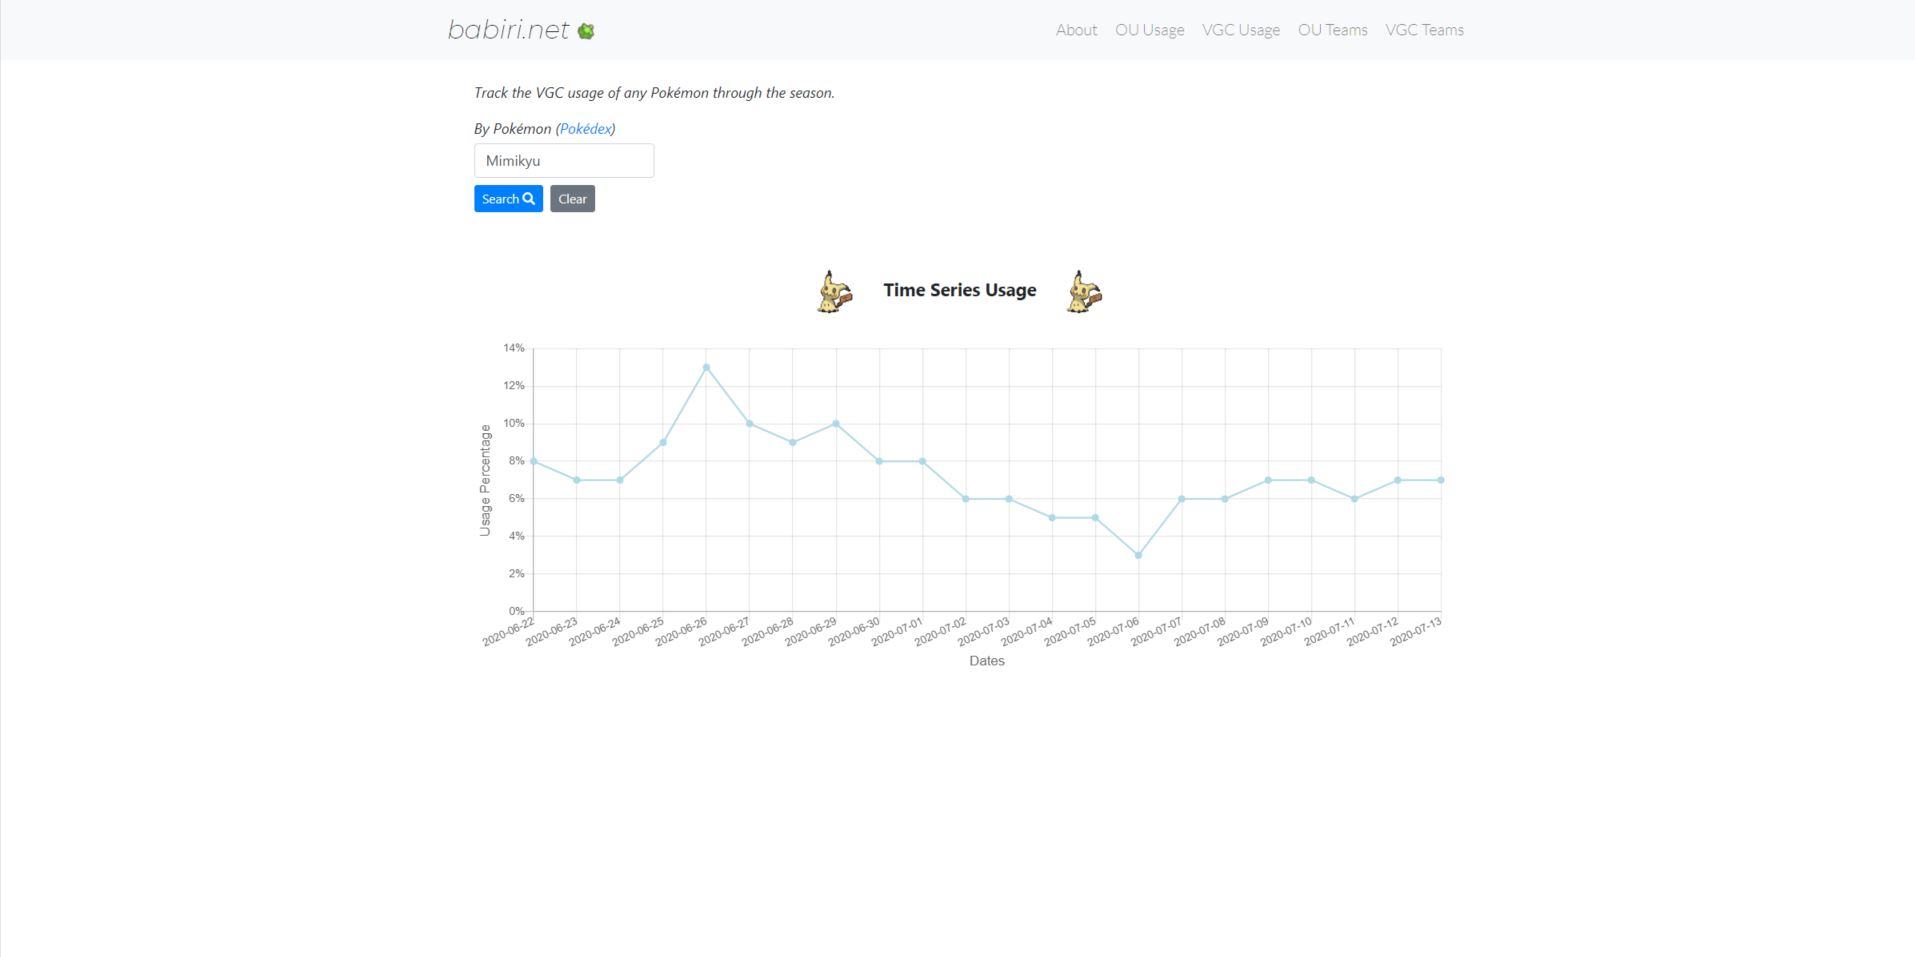 babiri.net
About OU Usage VGC Usage OU Teams VGC Teams
Track the VGC usage of any Pokémon through the season.
By Pokémon (Pokédex)
Mimikyu
Search Clear
Time Series Usage
14%
12%
10%
8%
6%
4%
2%
0%
Usage Percentage
2020-06-22 2020-06-23 2020-06-24 2020-06-25 2020-06-26 2020-06-27 2020-06-28 2020-06-29 2020-06-30 2020-07-01 2020-07-02 2020-07-03 2020-07-04 2020-07-05 2020-07-06 2020-07-07 2020-07-08 2020-07-09 2020-07-10 2020-07-11 2020-07-12 2020-07-13
Dates